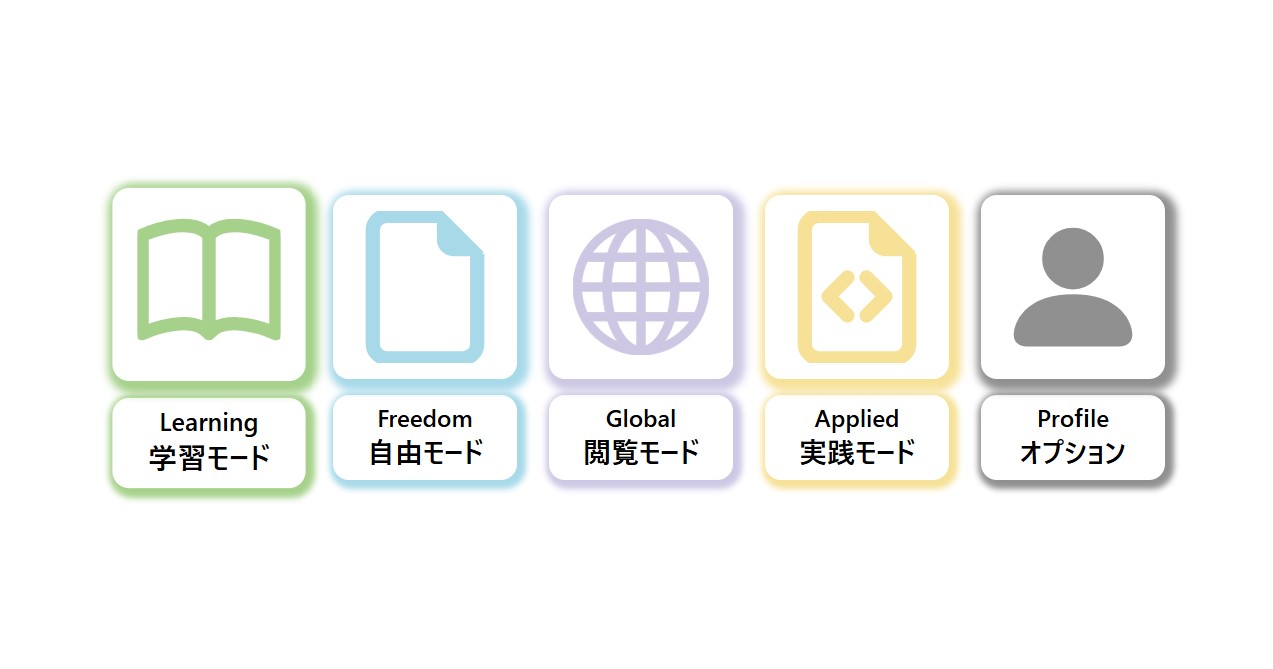 Learning
学習モード
Freedom
自由モード
Global
閲覧モード
Applied
実践モード
Profile
オプション